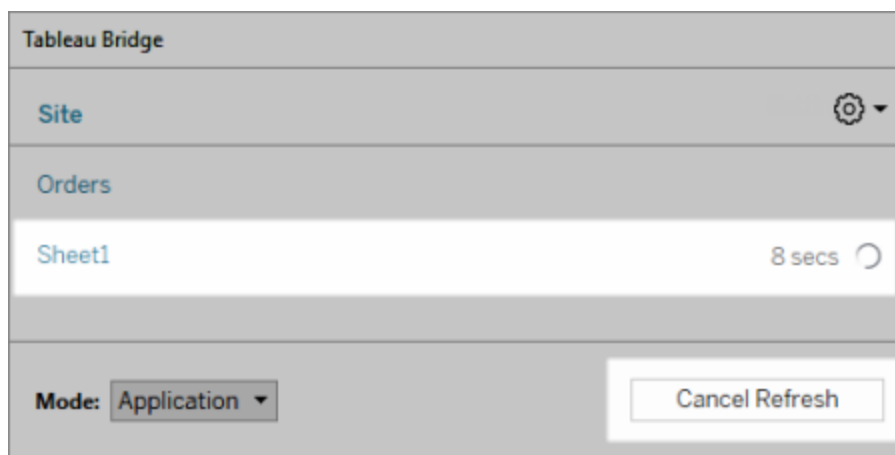 Tableau Bridge
Site
Orders
Sheet1 8 secs
Mode: Application Cancel Refresh